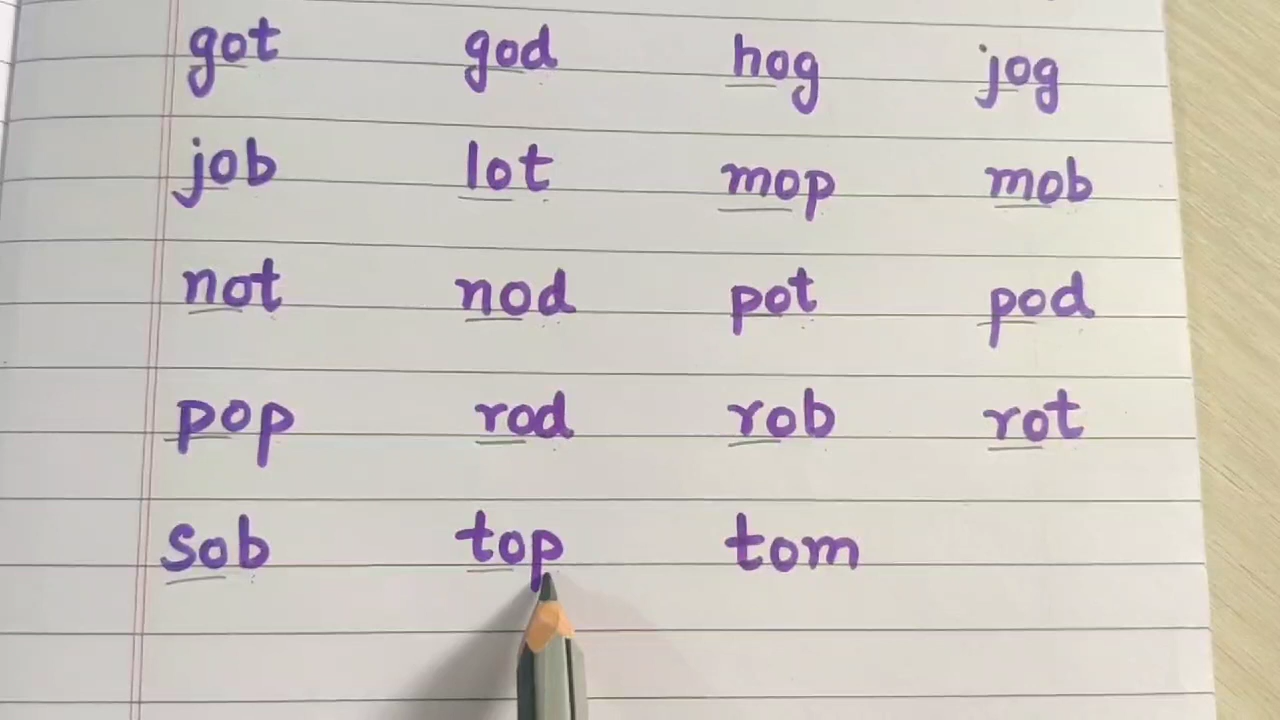 got god hog jog
job lot mop mob
not nod pot pod
pop rod rob rot
sob top tom